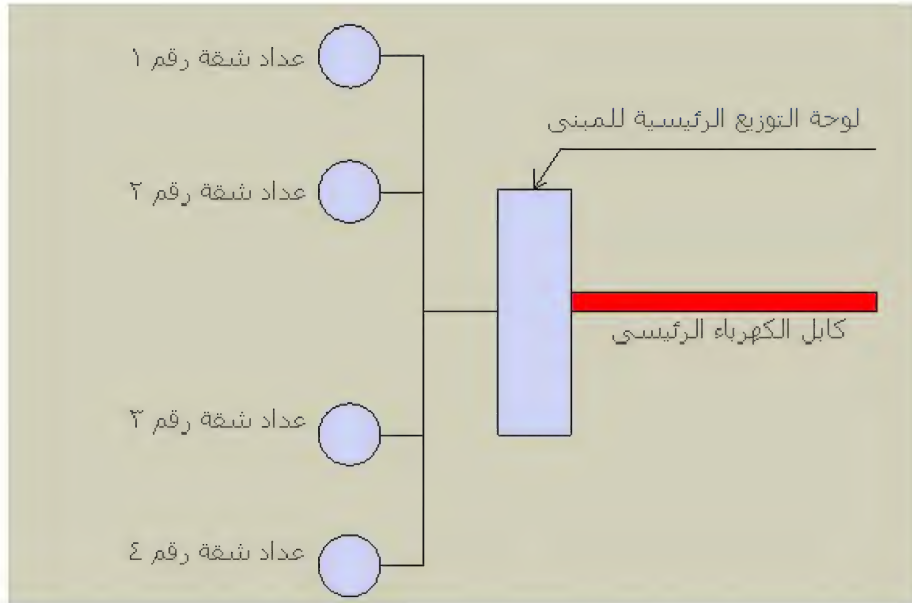 عداد شقة رقم ١
لوحة التوزيع الرئيسية للمبنى
عداد شقة رقم ٢
كابل الكهرباء الرئيسى
عداد شقة رقم ٣
عداد شقة رقم ٤